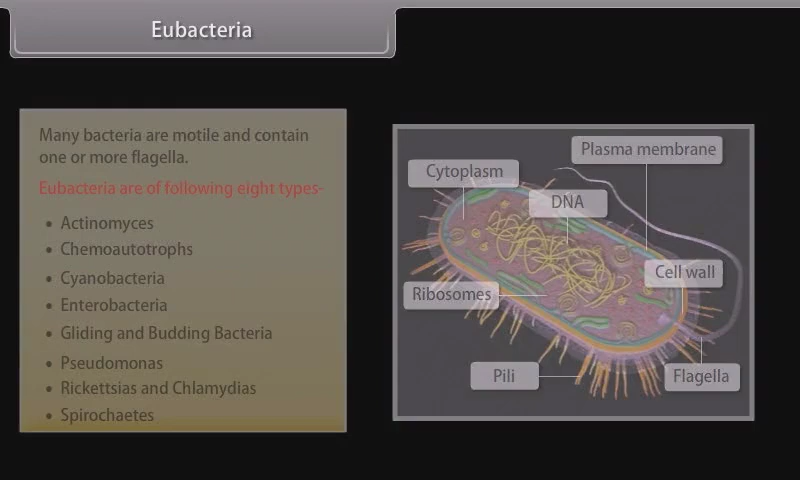 Eubacteria
Many bacteria are motile and contain
one or more flagella.
Eubacteria are of following eight types-
• Actinomyces
• Chemoautotrophs
• Cyanobacteria
• Enterobacteria
• Gliding and Budding Bacteria
• Pseudomonas
• Rickettsias and Chlamydias
• Spirochaetes
Plasma membrane
Cytoplasm
DNA
Cell wall
Ribosomes
Pili
Flagella